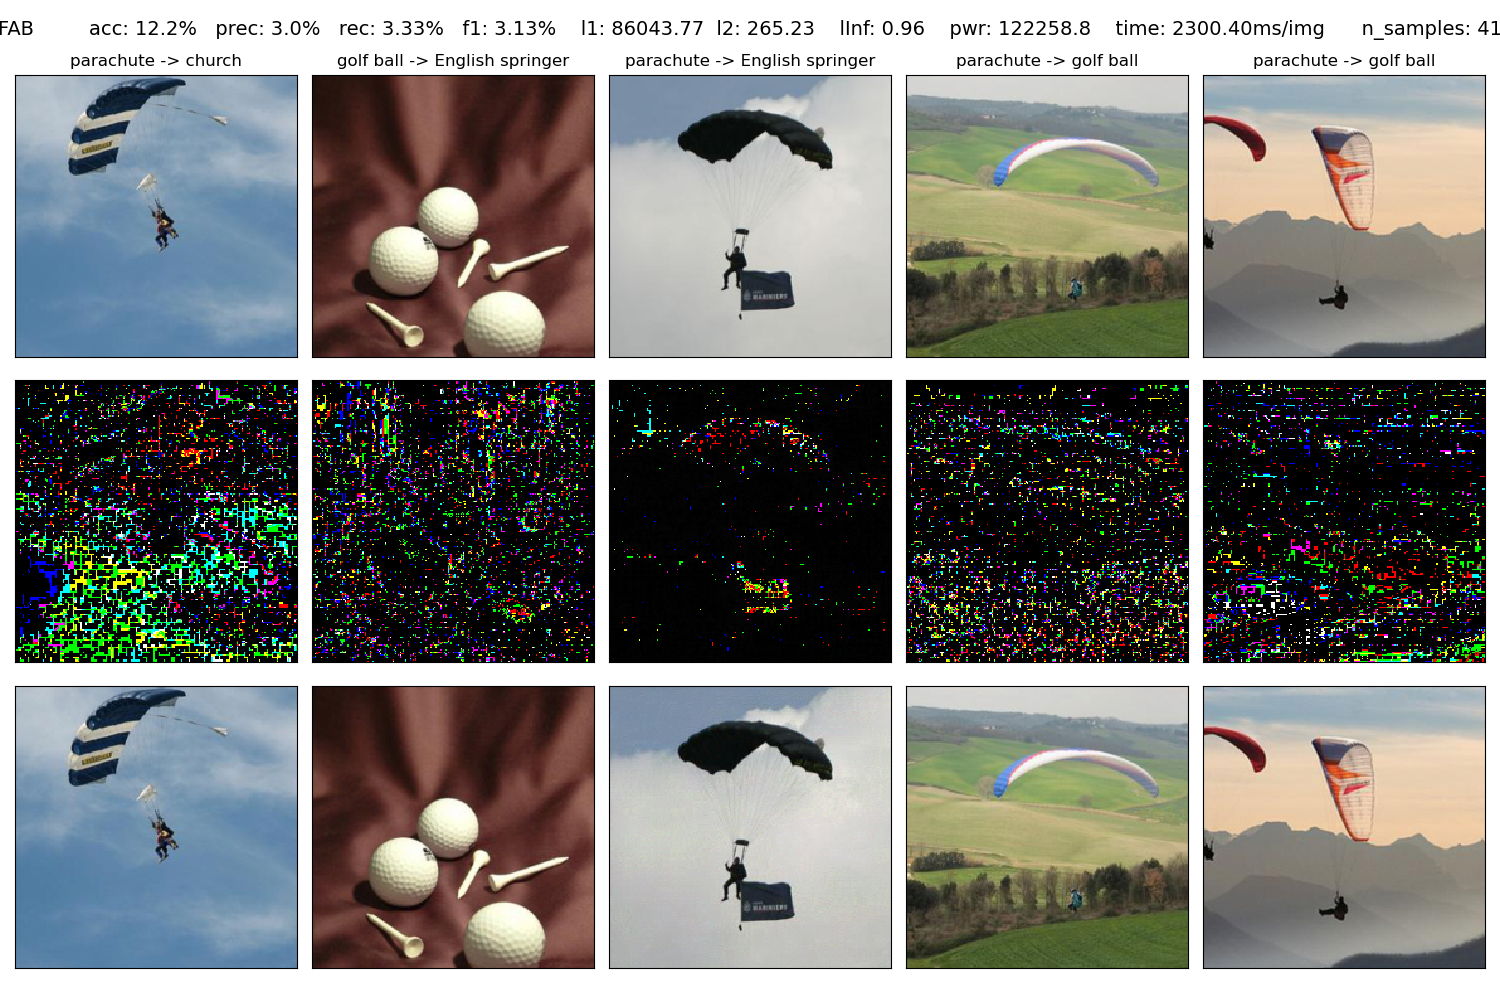 FAB acc: 12.2% prec: 3.0% rec: 3.33% f1: 3.13% l1: 86043.77 l2: 265.23 lInf: 0.96 pwr: 122258.8 time: 2300.40ms/img n_samples: 41
parachute -> church
golf ball -> English springer
parachute -> English springer
parachute -> golf ball
parachute -> golf ball